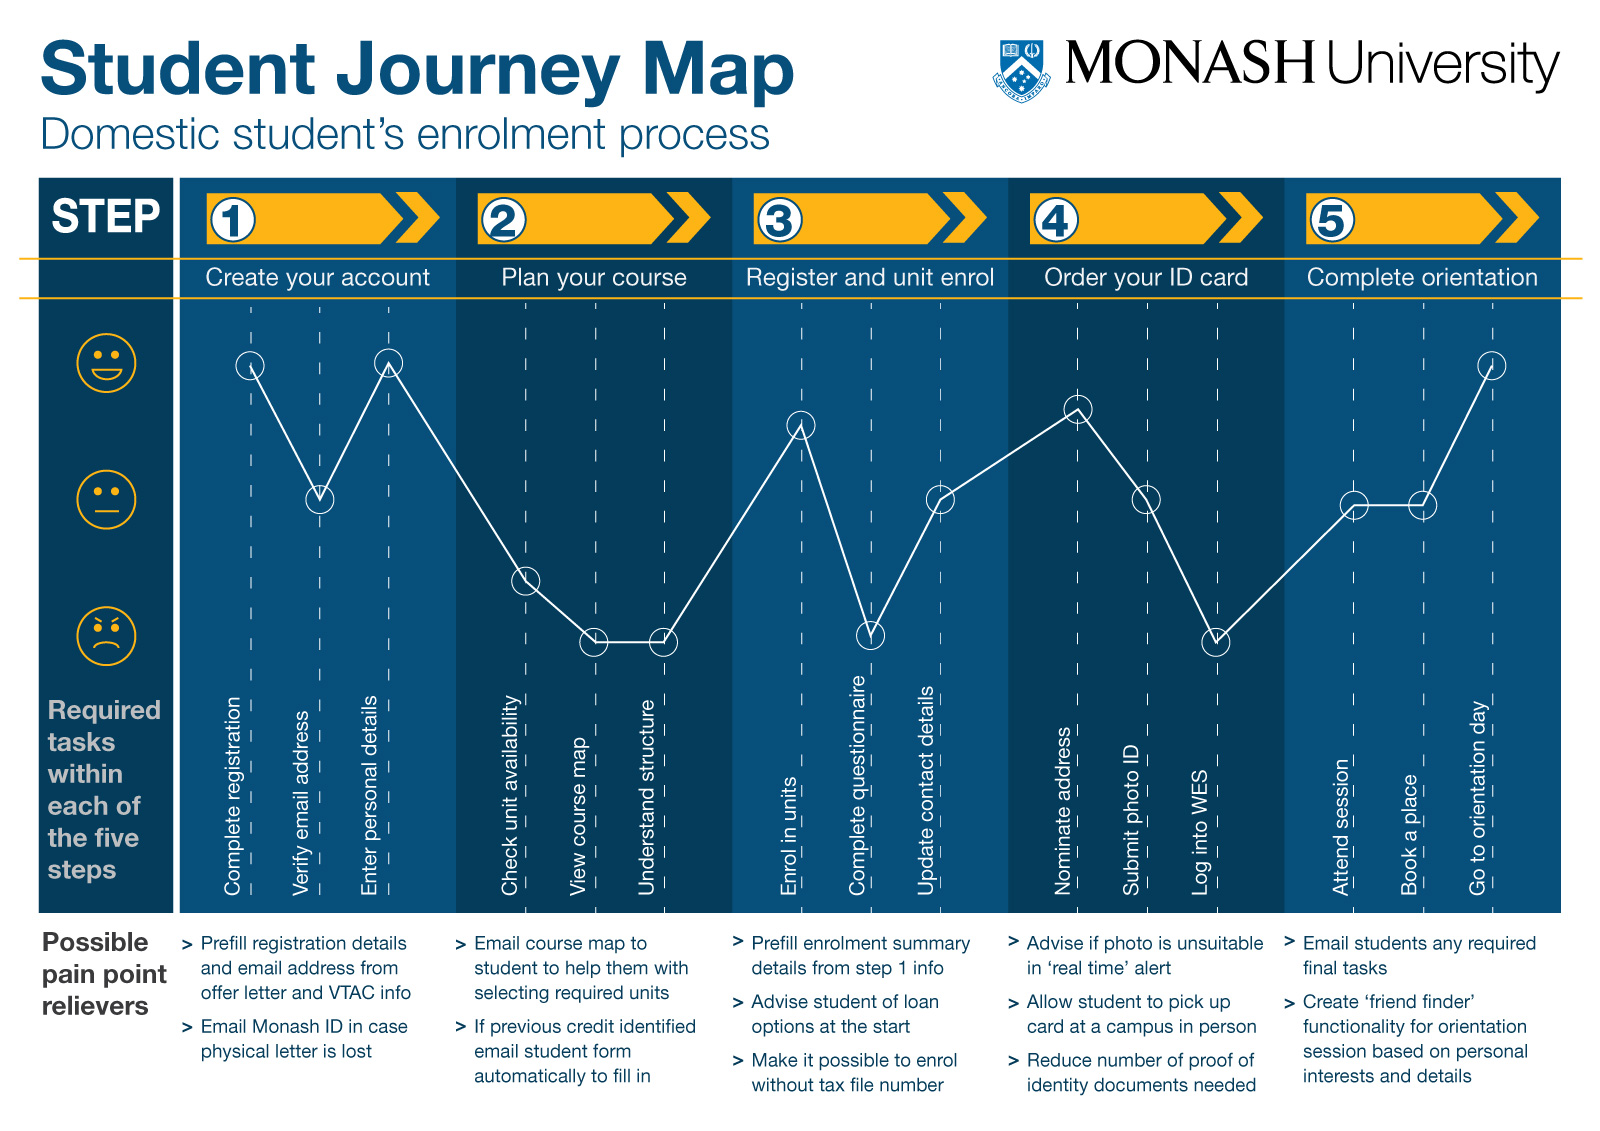 Student Journey Map
Domestic student's enrolment process
MONASH University
STEP
1
2
3
4
5
Create your account
Plan your course
Register and unit enrol
Order your ID card
Complete orientation
Required
tasks
within
each of
the five
steps
Complete registration
Verify email address
Enter personal details
Check unit availability
View course map
Understand structure
Enrol in units
Complete questionnaire
Update contact details
Nominate address
Submit photo ID
Log into WES
Attend session
Book a place
Go to orientation day
Possible
pain point
relievers
> Prefill registration details
and email address from
offer letter and VTAC info
> Email Monash ID in case
physical letter is lost
> Email course map to
student to help them with
selecting required units
> If previous credit identified
email student form
automatically to fill in
> Prefill enrolment summary
details from step 1 info
> Advise student of loan
options at the start
> Make it possible to enrol
without tax file number
> Advise if photo is unsuitable
in 'real time' alert
> Allow student to pick up
card at a campus in person
> Reduce number of proof of
identity documents needed
> Email students any required
final tasks
> Create 'friend finder'
functionality for orientation
session based on personal
interests and details